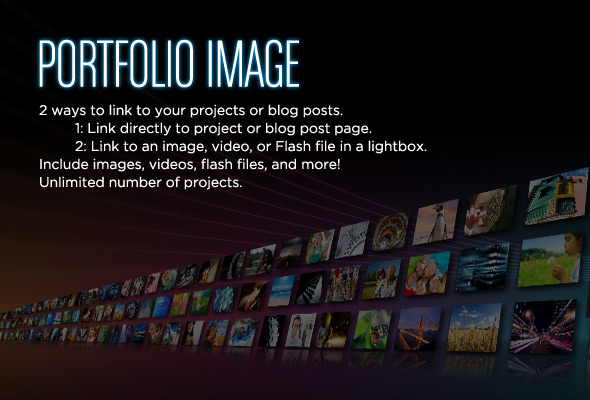 PORTFOLIO IMAGE
2 ways to link to your projects or blog posts.
1: Link directly to project or blog post page.
2: Link to an image, video, or Flash file in a lightbox.
Include images, videos, flash files, and more!
Unlimited number of projects.